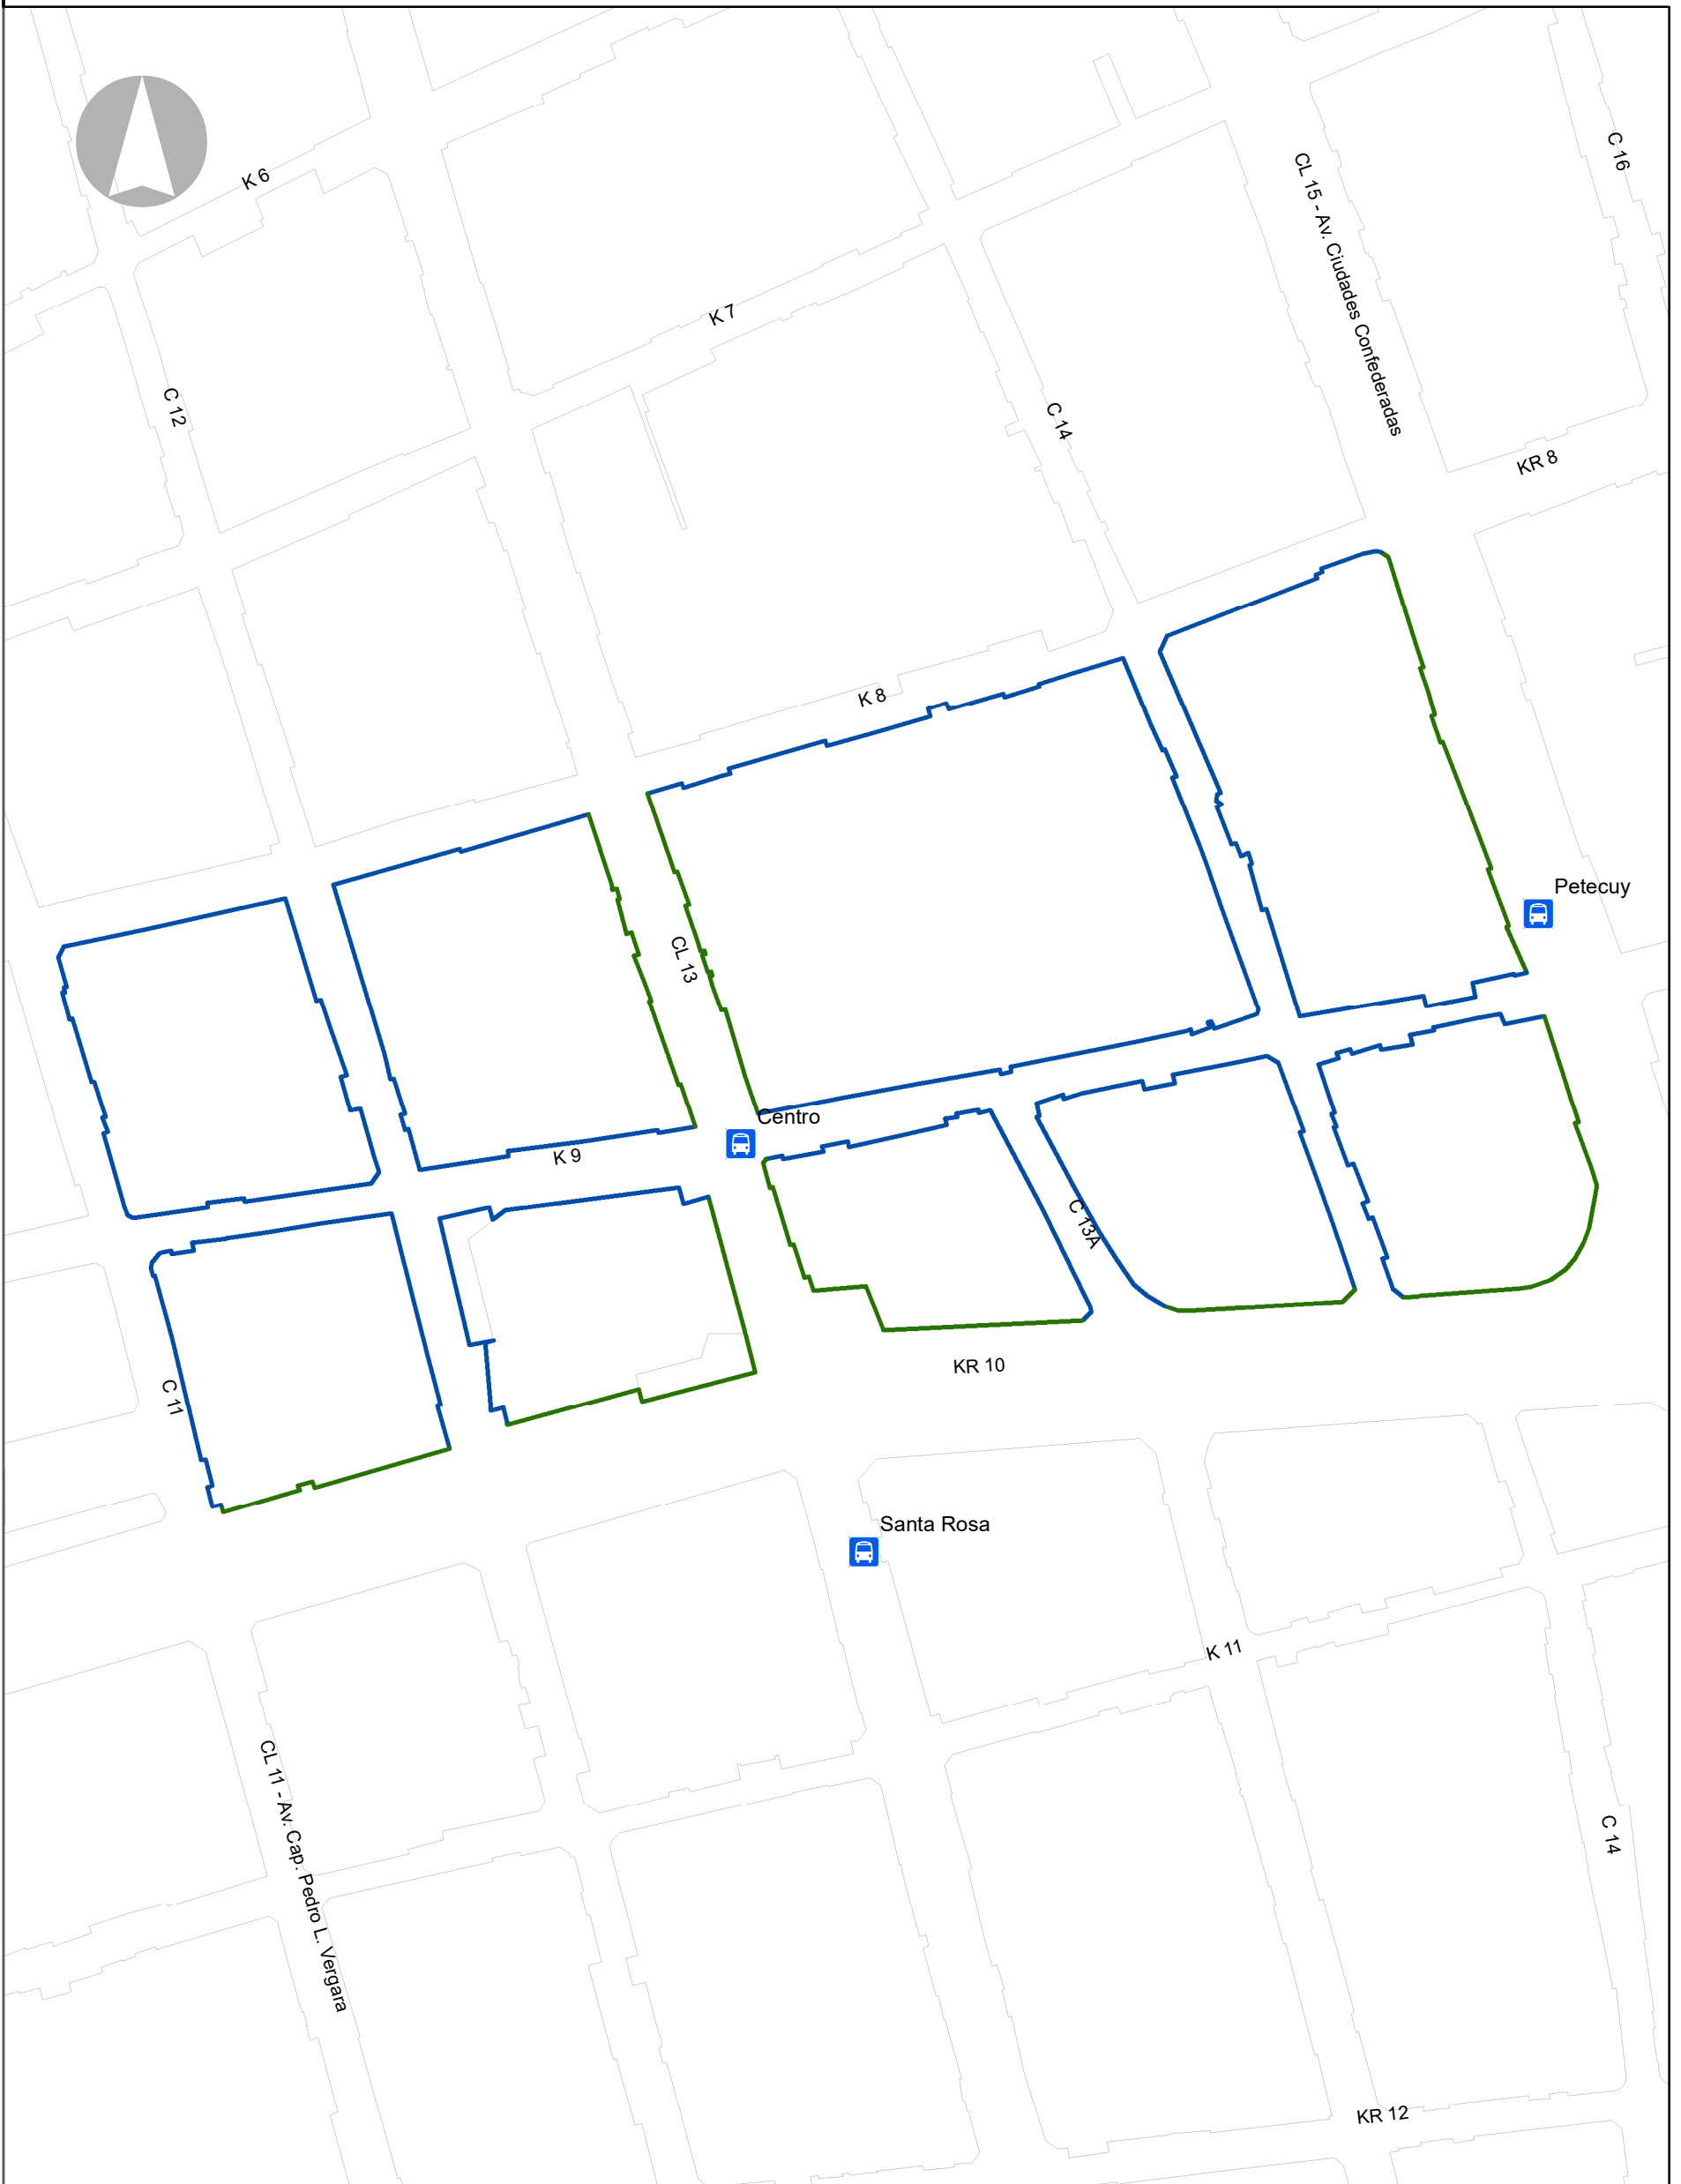 C 16
K 6
CL 15 - Av. Ciudades Confederadas
K 7
C 12
C 14
KR 8
K 8
Petecuy
CL 13
Centro
K 9
C 13A
KR 10
C 11
Santa Rosa
K 11
CL 11 - Av. Cap. Pedro L. Vergara
C 14
KR 12